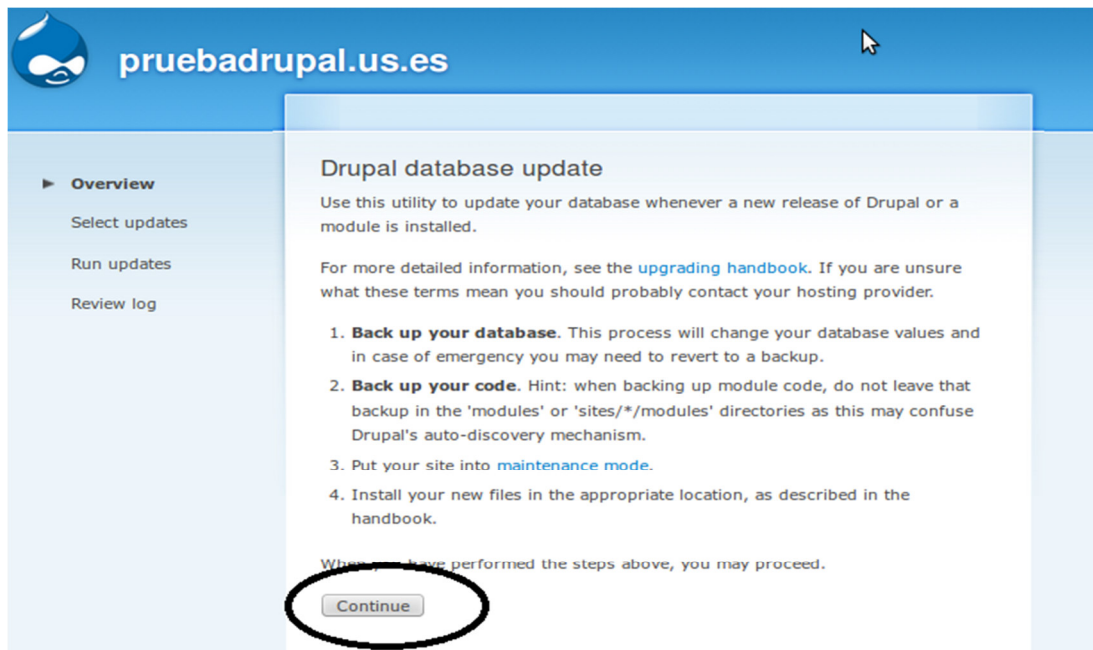 pruebadrupal.us.es
Overview
Select updates
Run updates
Review log
Drupal database update
Use this utility to update your database whenever a new release of Drupal or a
module is installed.
For more detailed information, see the upgrading handbook. If you are unsure
what these terms mean you should probably contact your hosting provider.
1. Back up your database. This process will change your database values and
in case of emergency you may need to revert to a backup.
2. Back up your code. Hint: when backing up module code, do not leave that
backup in the 'modules' or 'sites/*/modules' directories as this may confuse
Drupal's auto-discovery mechanism.
3. Put your site into maintenance mode.
4. Install your new files in the appropriate location, as described in the
handbook.
When you have performed the steps above, you may proceed.
Continue